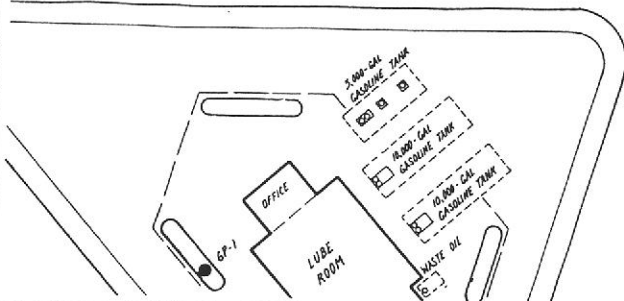 5,000-GAL
GASOLINE TANK
10,000-GAL
GASOLINE TANK
10,000-GAL
GASOLINE TANK
OFFICE
LUBE
ROOM
WASTE OIL
GP-1